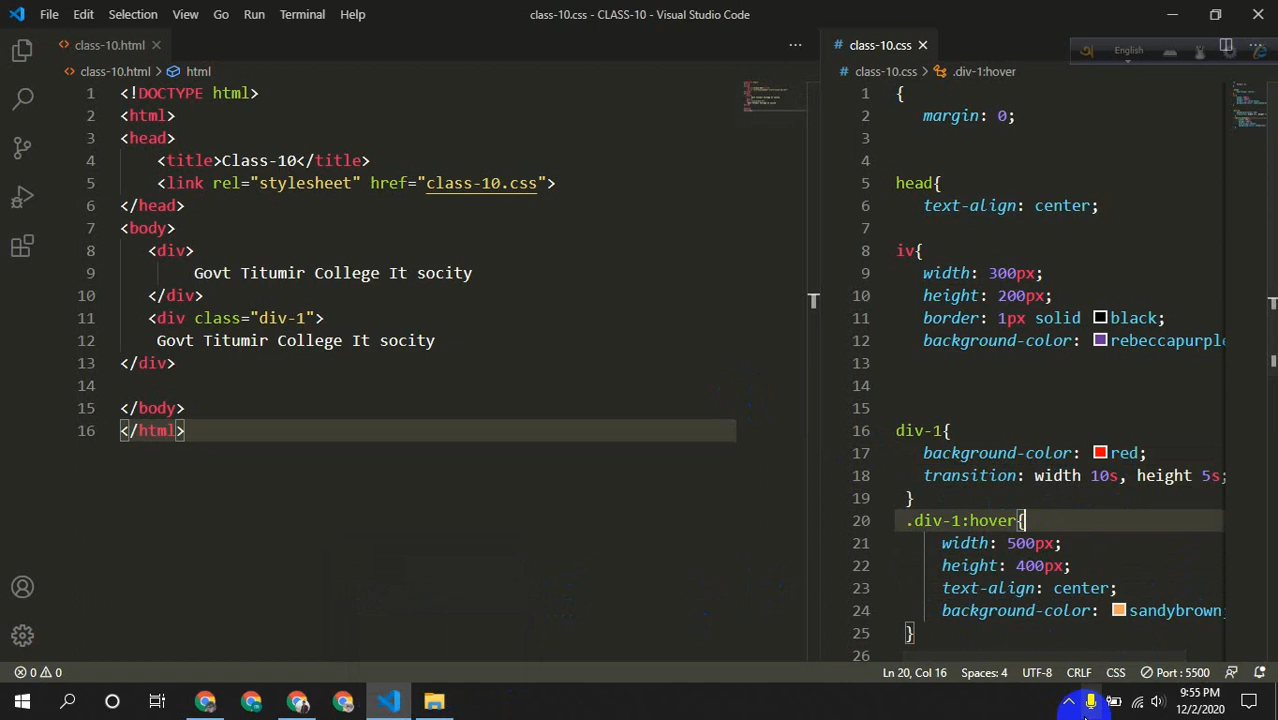 File Edit Selection View Go Run Terminal Help class-10.css - CLASS-10 - Visual Studio Code
class-10.html
class-10.html > html
1 <!DOCTYPE html>
2 <html>
3 <head>
4 <title>Class-10</title>
5 <link rel="stylesheet" href="class-10.css">
6 </head>
7 <body>
8 <div>
9 Govt Titumir College It socity
10 </div>
11 <div class="div-1">
12 Govt Titumir College It socity
13 </div>
14
15 </body>
16 </html>
# class-10.css
English
# class-10.css > .div-1:hover
1 {
2 margin: 0;
3
4
5 head{
6 text-align: center;
7
8 iv{
9 width: 300px;
10 height: 200px;
11 border: 1px solid black;
12 background-color: rebeccapurple
13
14
15
16 div-1{
17 background-color: red;
18 transition: width 10s, height 5s;
19 }
20 .div-1:hover{
21 width: 500px;
22 height: 400px;
23 text-align: center;
24 background-color: sandybrown;
25 }
26
0 0 Ln 20, Col 16 Spaces: 4 UTF-8 CRLF CSS Port : 5500
9:55 PM
12/2/2020